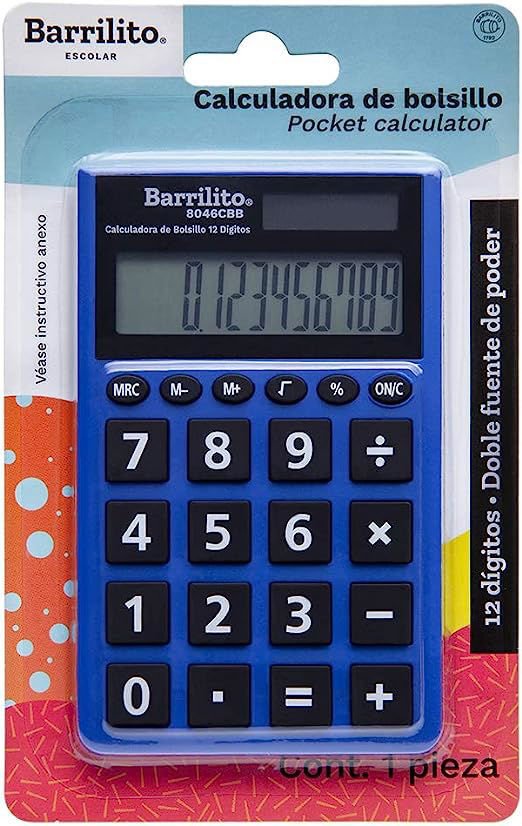 Barrilito®
ESCOLAR
1790
Calculadora de bolsillo
Pocket calculator
Barrilito®
8046CBB
Calculadora de Bolsillo 12 Dígitos
0.123456789
Véase instructivo anexo
MRC M- M+ √ % ON/C
7 8 9 ÷
4 5 6 ×
1 2 3 −
0 . = +
12 dígitos • Doble fuente de poder
Cont. 1 pieza